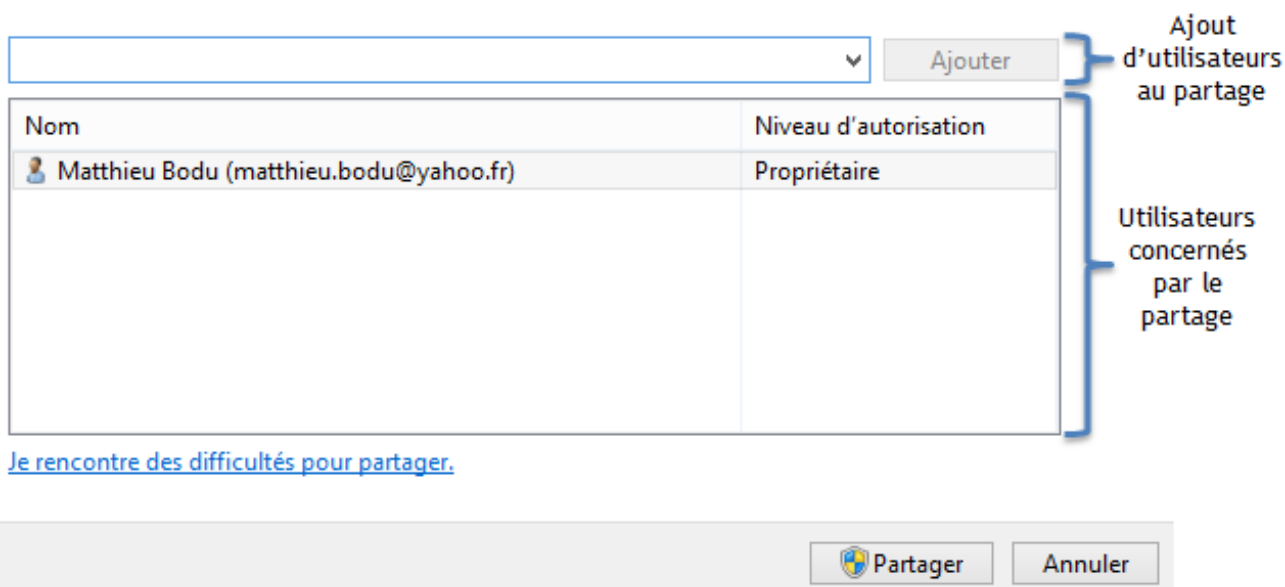 Ajouter
Ajout
d'utilisateurs
au partage
Nom Niveau d'autorisation
Matthieu Bodu (matthieu.bodu@yahoo.fr) Propriétaire
Utilisateurs
concernés
par le
partage
Je rencontre des difficultés pour partager.
Partager Annuler